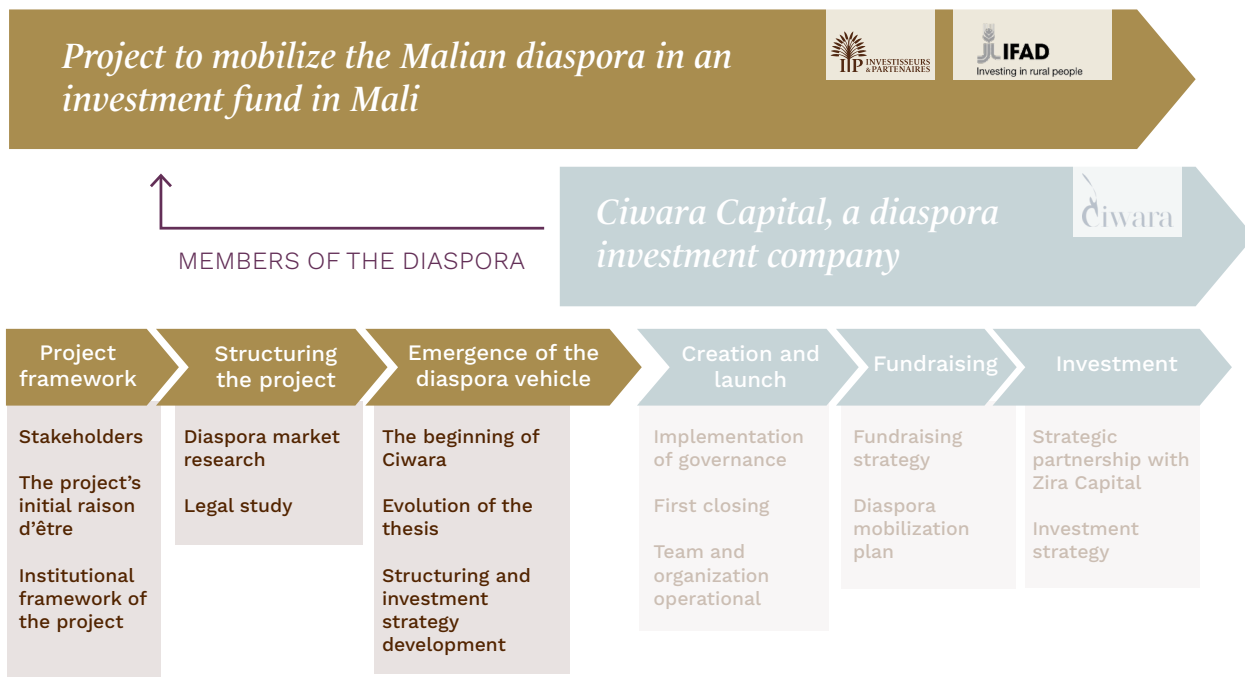 Project to mobilize the Malian diaspora in an
investment fund in Mali
IIP INVESTISSEURS
& PARTENAIRES
JL IFAD
Investing in rural people
Ciwara Capital, a diaspora
investment company
Ciwara
MEMBERS OF THE DIASPORA
Project
framework
Structuring
the project
Emergence of the
diaspora vehicle
Creation and
launch
Fundraising
Investment
Stakeholders
The project's
initial raison
d'être
Institutional
framework of
the project
Diaspora market
research
Legal study
The beginning of
Ciwara
Evolution of the
thesis
Structuring and
investment
strategy
development
Implementation
of governance
First closing
Team and
organization
operational
Fundraising
strategy
Diaspora
mobilization
plan
Strategic
partnership with
Zira Capital
Investment
strategy